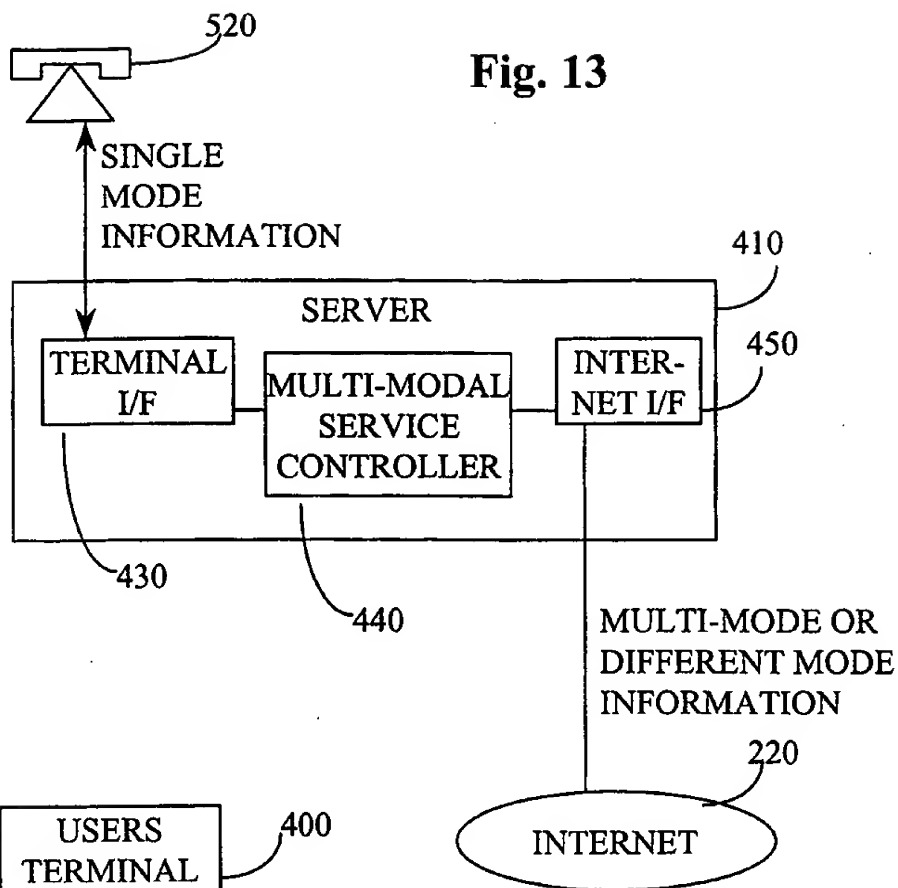 520
Fig. 13
SINGLE
MODE
INFORMATION
410
SERVER
TERMINAL
I/F
MULTI-MODAL
SERVICE
CONTROLLER
INTER-
NET I/F
450
430
440
MULTI-MODE OR
DIFFERENT MODE
INFORMATION
220
INTERNET
USERS
TERMINAL
400